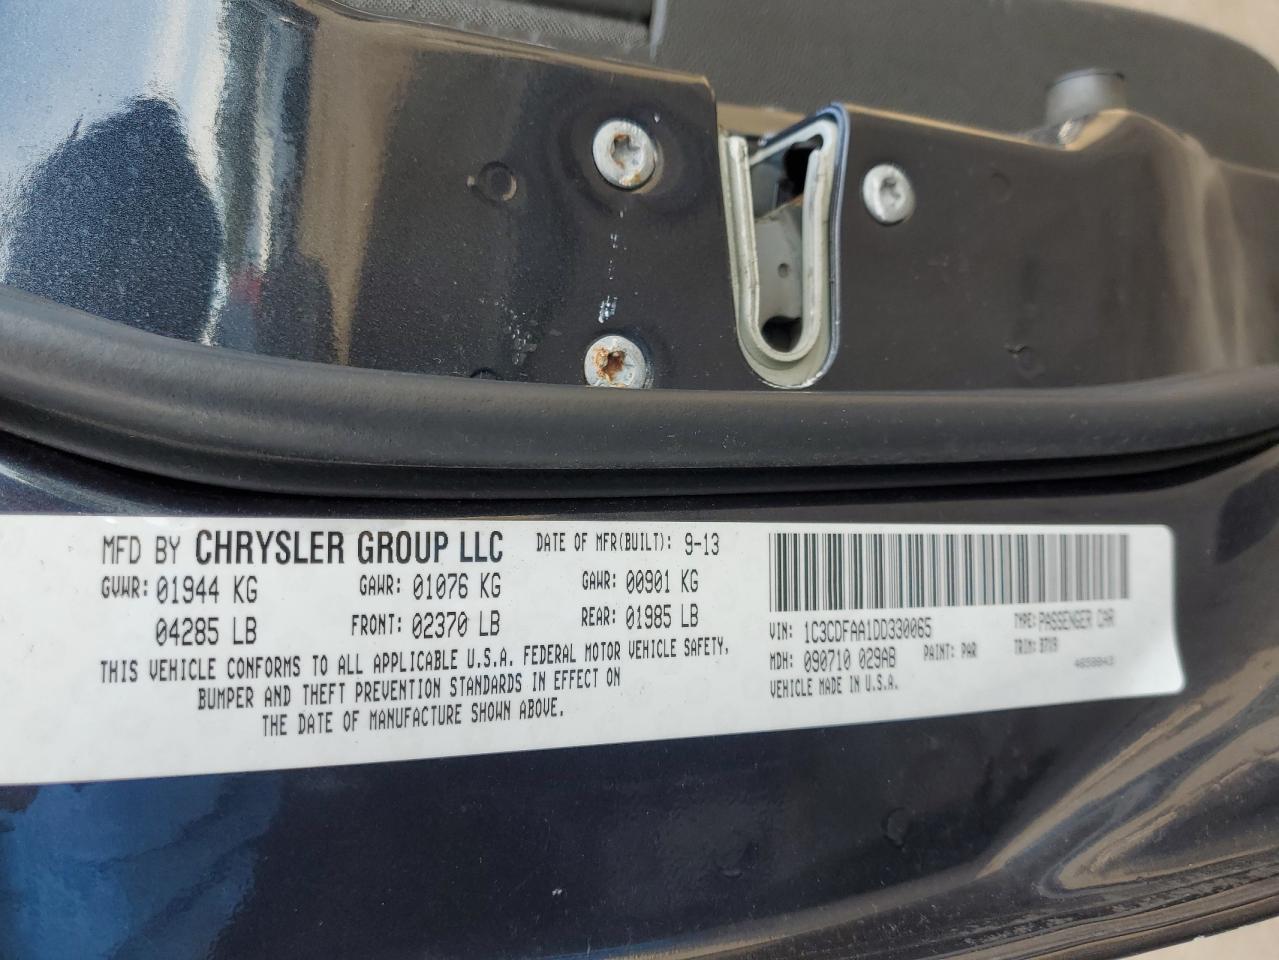 MFD BY CHRYSLER GROUP LLC DATE OF MFR(BUILT): 9-13
GVWR: 01944 KG GAWR: 01076 KG GAWR: 00901 KG
04285 LB FRONT: 02370 LB REAR: 01985 LB
THIS VEHICLE CONFORMS TO ALL APPLICABLE U.S.A. FEDERAL MOTOR VEHICLE SAFETY,
BUMPER AND THEFT PREVENTION STANDARDS IN EFFECT ON
THE DATE OF MANUFACTURE SHOWN ABOVE.
VIN: 1C3CDFAA1DD330065 TYPE: PASSENGER CAR
MDH: 090710 029AB PAINT: PAR TRIM:
VEHICLE MADE IN U.S.A.